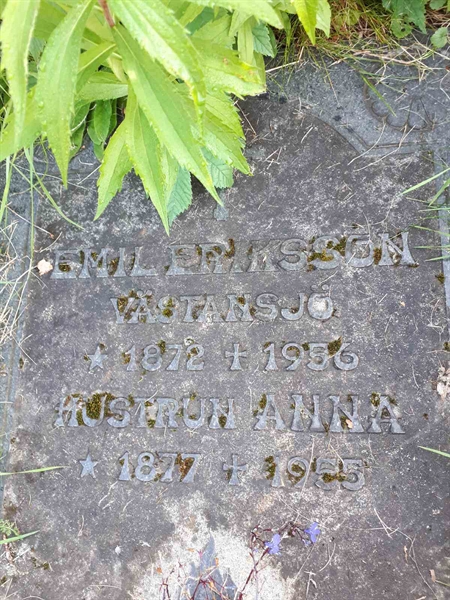 EMIL ERIKSSON
VÄSTANSJÖ
★ 1872 ✝ 1956
HUSTRUN ANNA
★ 1877 ✝ 1955